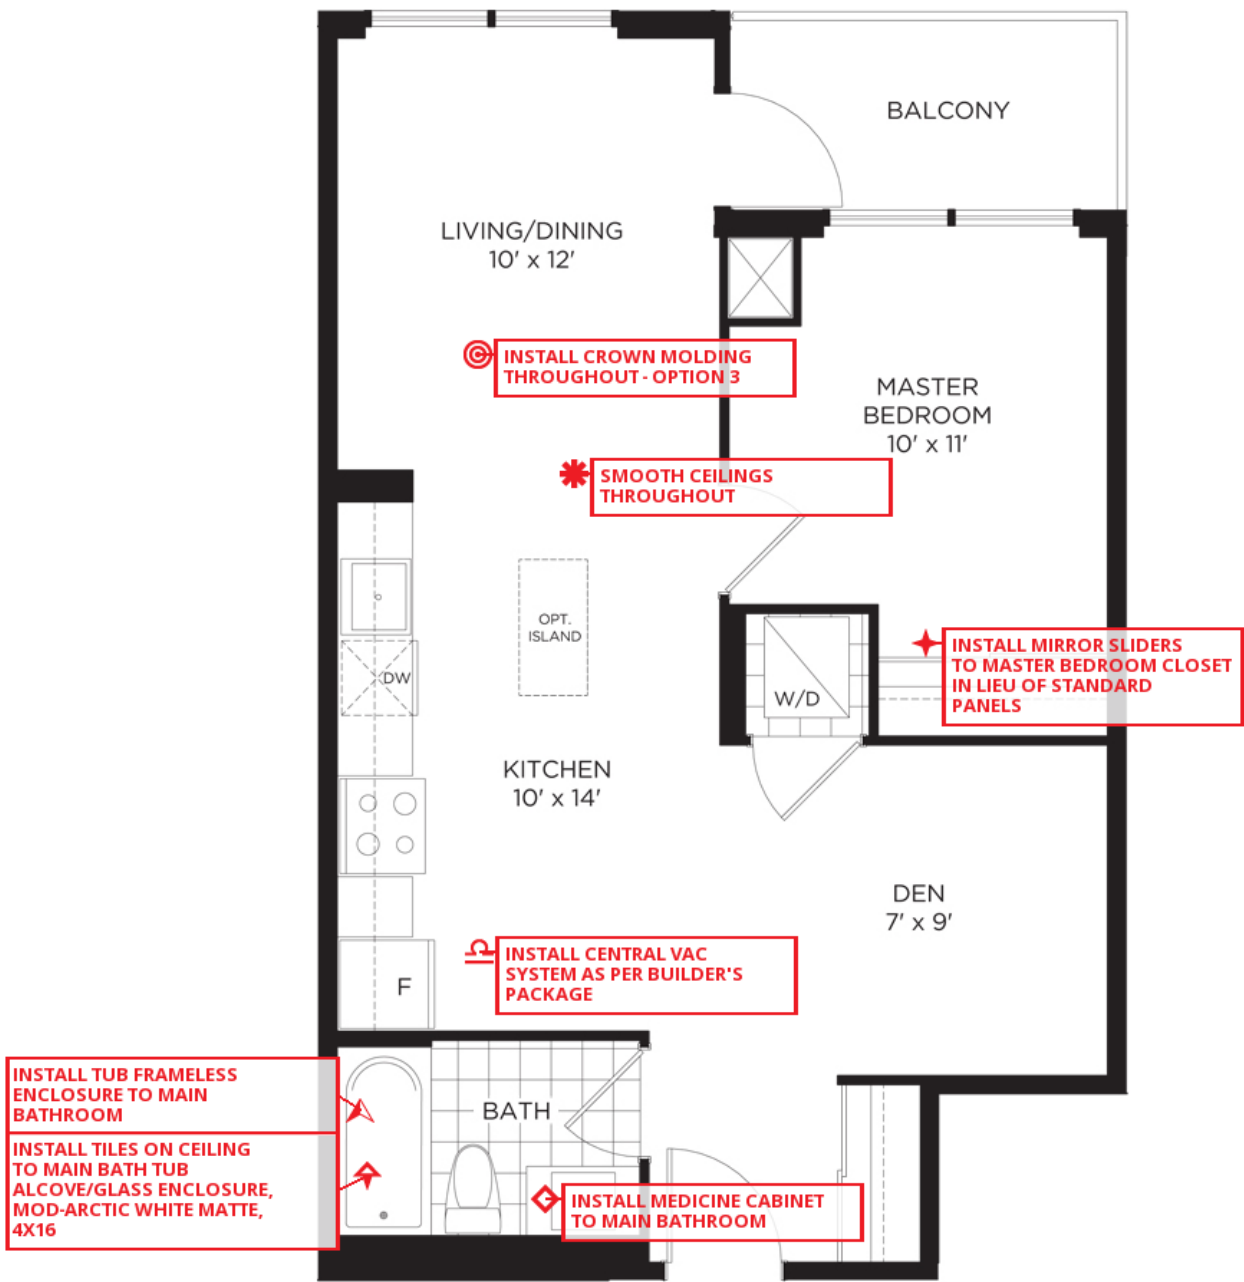 BALCONY
LIVING/DINING
10' x 12'
INSTALL CROWN MOLDING
THROUGHOUT - OPTION 3
MASTER
BEDROOM
10' x 11'
SMOOTH CEILINGS
THROUGHOUT
OPT.
ISLAND
DW
W/D
INSTALL MIRROR SLIDERS
TO MASTER BEDROOM CLOSET
IN LIEU OF STANDARD
PANELS
KITCHEN
10' x 14'
DEN
7' x 9'
INSTALL CENTRAL VAC
SYSTEM AS PER BUILDER'S
PACKAGE
F
INSTALL TUB FRAMELESS
ENCLOSURE TO MAIN
BATHROOM
BATH
INSTALL TILES ON CEILING
TO MAIN BATH TUB
ALCOVE/GLASS ENCLOSURE,
MOD-ARCTIC WHITE MATTE,
4X16
INSTALL MEDICINE CABINET
TO MAIN BATHROOM